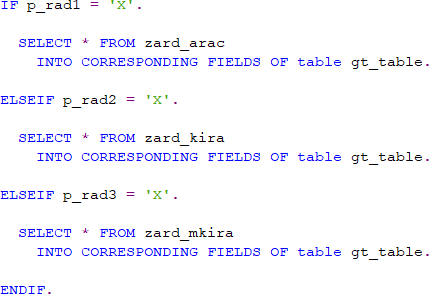 IF p_rad1 = 'X'.
SELECT * FROM zard_arac
INTO CORRESPONDING FIELDS OF table gt_table.
ELSEIF p_rad2 = 'X'.
SELECT * FROM zard_kira
INTO CORRESPONDING FIELDS OF table gt_table.
ELSEIF p_rad3 = 'X'.
SELECT * FROM zard_mkira
INTO CORRESPONDING FIELDS OF table gt_table.
ENDIF.